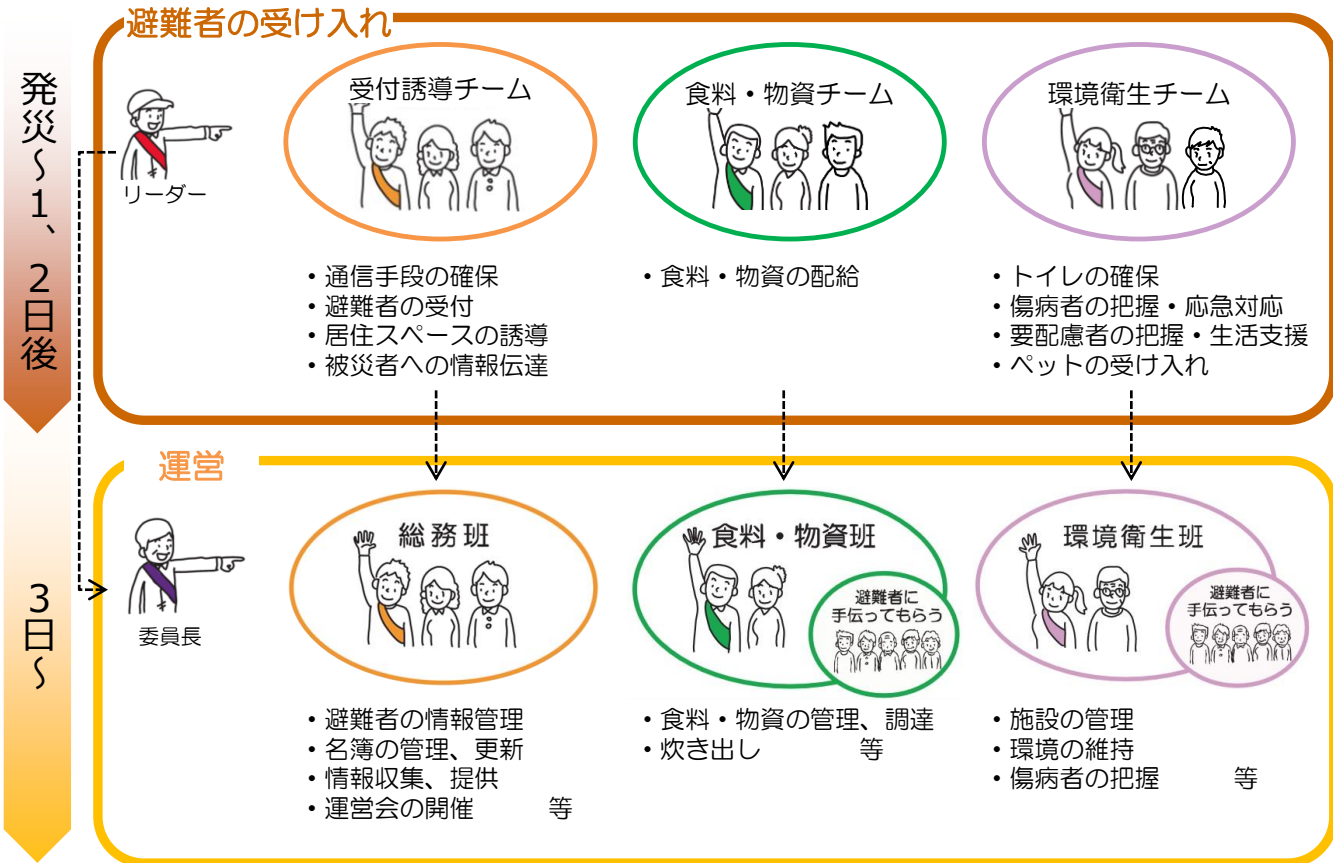 避難者の受け入れ
発災～1、2日後
リーダー
受付誘導チーム
・通信手段の確保
・避難者の受付
・居住スペースの誘導
・被災者への情報伝達
食料・物資チーム
・食料・物資の配給
環境衛生チーム
・トイレの確保
・傷病者の把握・応急対応
・要配慮者の把握・生活支援
・ペットの受け入れ
運営
3日～
委員長
総務班
・避難者の情報管理
・名簿の管理、更新
・情報収集、提供
・運営会の開催 等
食料・物資班
避難者に
手伝ってもらう
・食料・物資の管理、調達
・炊き出し 等
環境衛生班
避難者に
手伝ってもらう
・施設の管理
・環境の維持
・傷病者の把握 等